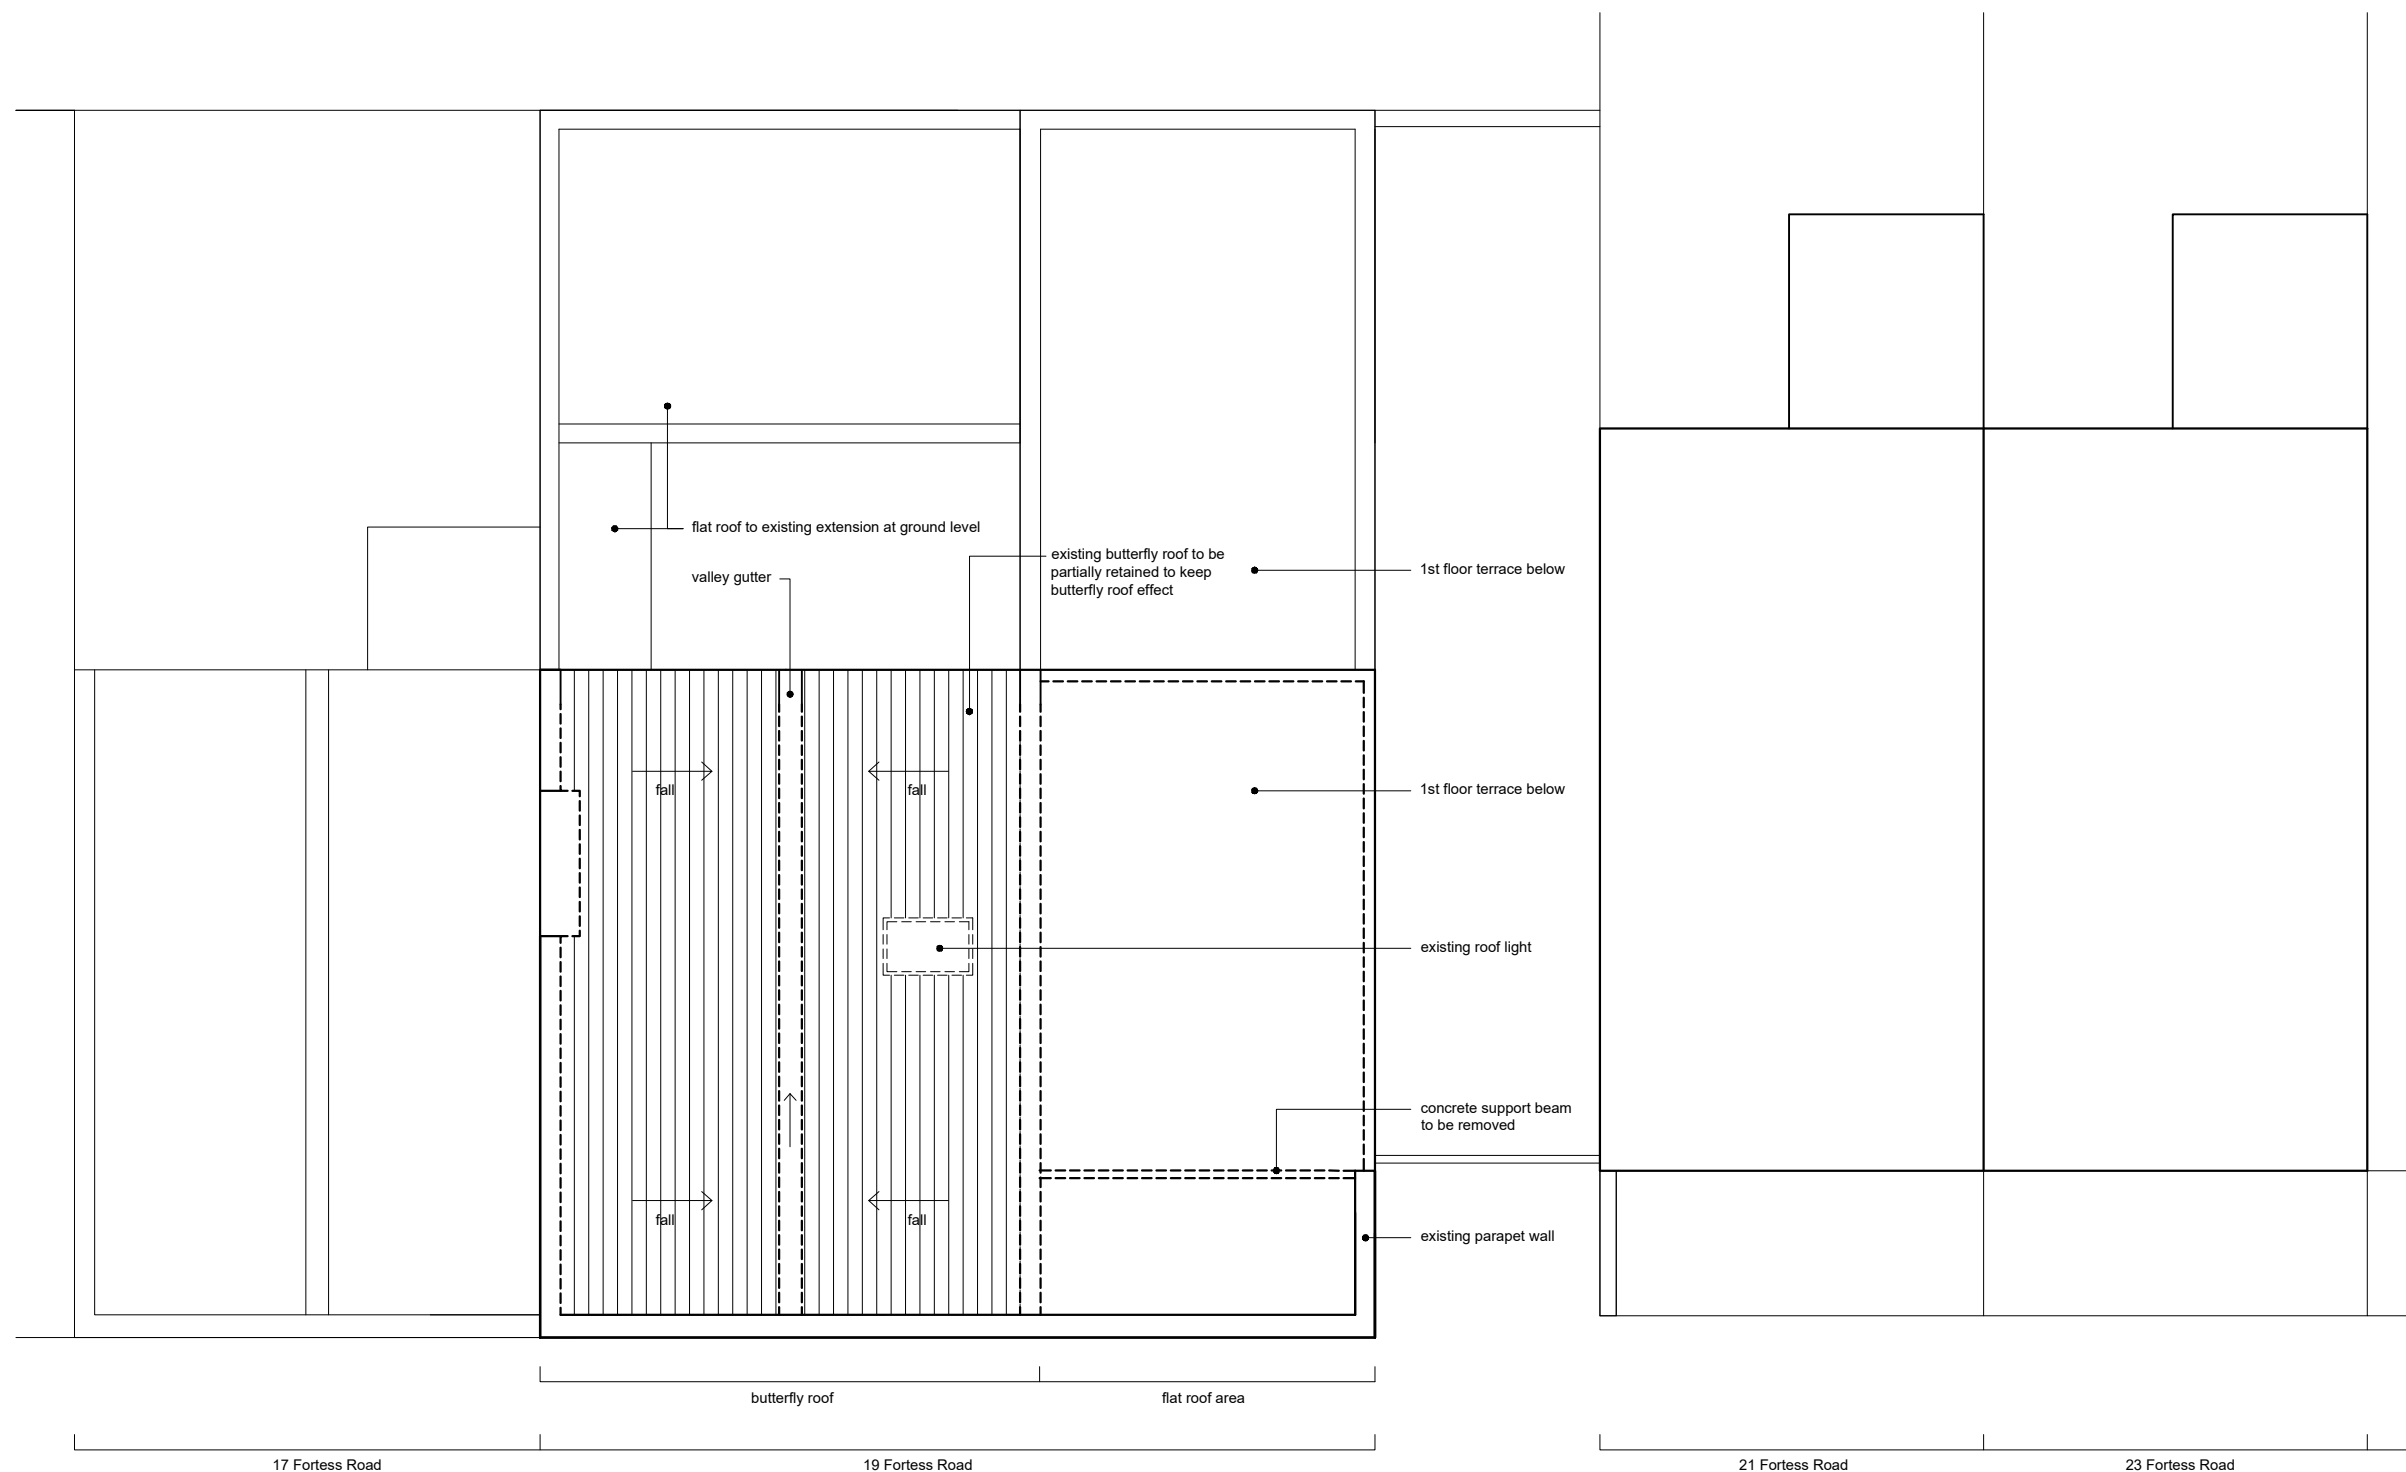 flat roof to existing extension at ground level
valley gutter
existing butterfly roof to be
partially retained to keep
butterfly roof effect
1st floor terrace below
fall
fall
1st floor terrace below
existing roof light
concrete support beam
to be removed
fall
fall
existing parapet wall
butterfly roof
flat roof area
17 Fortess Road
19 Fortess Road
21 Fortess Road
23 Fortess Road